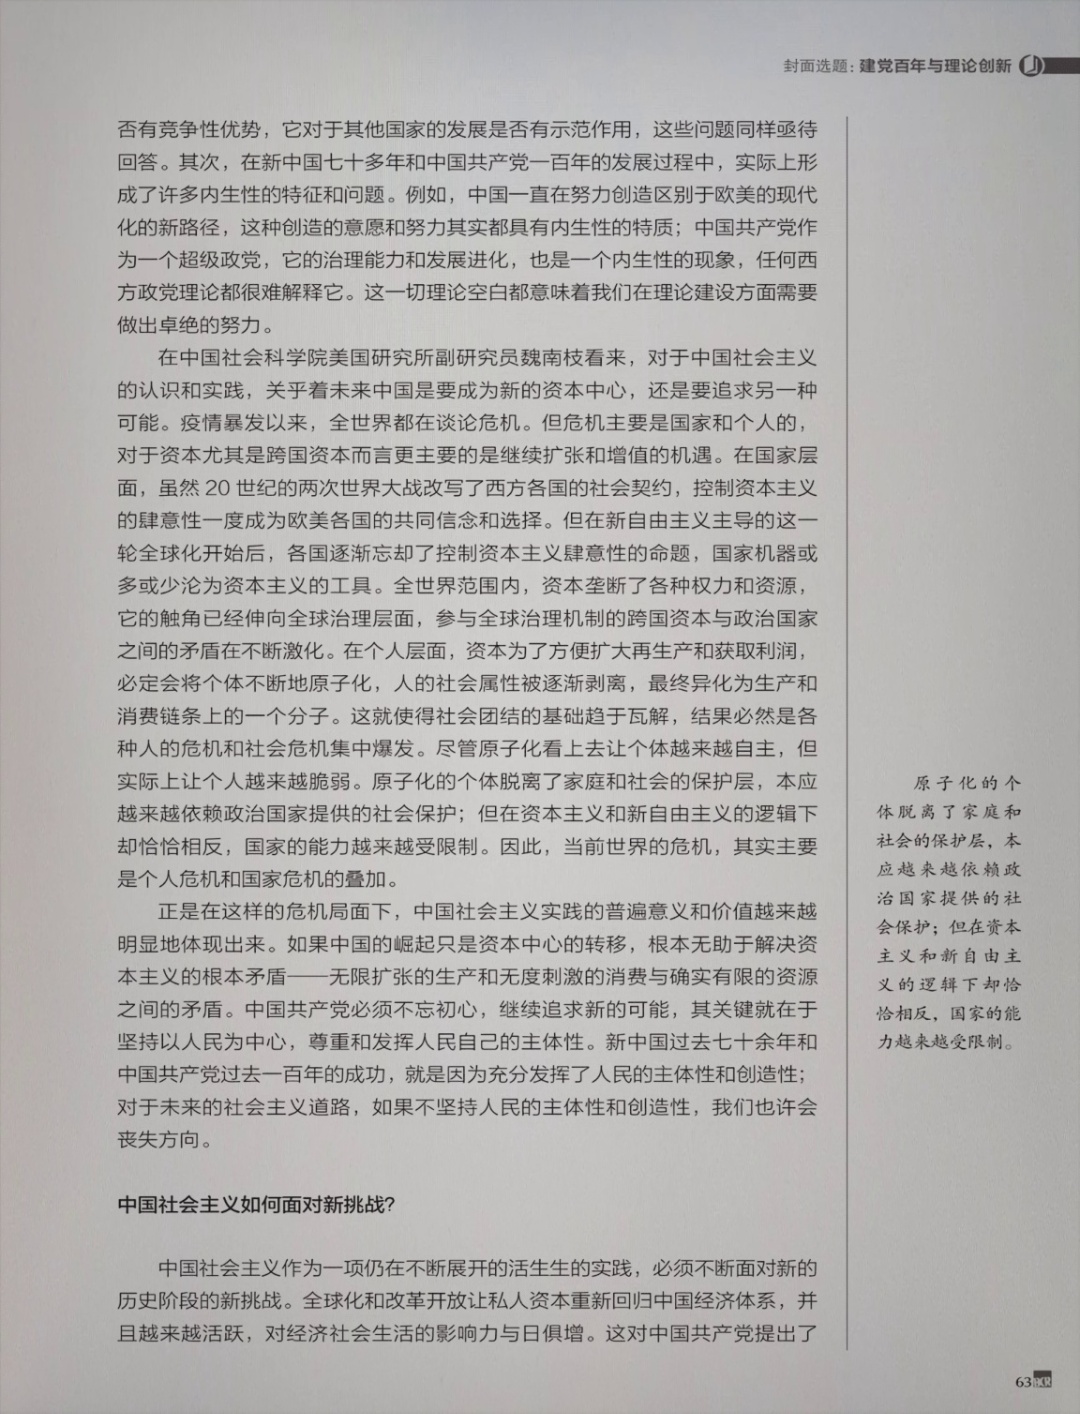 封面选题：建党百年与理论创新
否有竞争性优势，它对于其他国家的发展是否有示范作用，这些问题同样亟待
回答。其次，在新中国七十多年和中国共产党一百年的发展过程中，实际上形
成了许多内生性的特征和问题。例如，中国一直在努力创造区别于欧美的现代
化的新路径，这种创造的意愿和努力其实都具有内生性的特质；中国共产党作
为一个超级政党，它的治理能力和发展进化，也是一个内生性的现象，任何西
方政党理论都很难解释它。这一切理论空白都意味着我们在理论建设方面需要
做出卓绝的努力。
在中国社会科学院美国研究所副研究员魏南枝看来，对于中国社会主义
的认识和实践，关乎着未来中国是要成为新的资本中心，还是要追求另一种
可能。疫情暴发以来，全世界都在谈论危机。但危机主要是国家和个人的，
对于资本尤其是跨国资本而言更主要的是继续扩张和增值的机遇。在国家层
面，虽然 20 世纪的两次世界大战改写了西方各国的社会契约，控制资本主义
的肆意性一度成为欧美各国的共同信念和选择。但在新自由主义主导的这一
轮全球化开始后，各国逐渐忘却了控制资本主义肆意性的命题，国家机器或
多或少沦为资本主义的工具。全世界范围内，资本垄断了各种权力和资源，
它的触角已经伸向全球治理层面，参与全球治理机制的跨国资本与政治国家
之间的矛盾在不断激化。在个人层面，资本为了方便扩大再生产和获取利润，
必定会将个体不断地原子化，人的社会属性被逐渐剥离，最终异化为生产和
消费链条上的一个分子。这就使得社会团结的基础趋于瓦解，结果必然是各
种人的危机和社会危机集中爆发。尽管原子化看上去让个体越来越自主，但
实际上让个人越来越脆弱。原子化的个体脱离了家庭和社会的保护层，本应
越来越依赖政治国家提供的社会保护；但在资本主义和新自由主义的逻辑下
却恰恰相反，国家的能力越来越受限制。因此，当前世界的危机，其实主要
是个人危机和国家危机的叠加。
正是在这样的危机局面下，中国社会主义实践的普遍意义和价值越来越
明显地体现出来。如果中国的崛起只是资本中心的转移，根本无助于解决资
本主义的根本矛盾——无限扩张的生产和无度刺激的消费与确实有限的资源
之间的矛盾。中国共产党必须不忘初心，继续追求新的可能，其关键就在于
坚持以人民为中心，尊重和发挥人民自己的主体性。新中国过去七十余年和
中国共产党过去一百年的成功，就是因为充分发挥了人民的主体性和创造性；
对于未来的社会主义道路，如果不坚持人民的主体性和创造性，我们也许会
丧失方向。
中国社会主义如何面对新挑战？
中国社会主义作为一项仍在不断展开的活生生的实践，必须不断面对新的
历史阶段的新挑战。全球化和改革开放让私人资本重新回归中国经济体系，并
且越来越活跃，对经济社会生活的影响力与日俱增。这对中国共产党提出了
原子化的个
体脱离了家庭和
社会的保护层，本
应越来越依赖政
治国家提供的社
会保护；但在资本
主义和新自由主
义的逻辑下却恰
恰相反，国家的能
力越来越受限制。
63